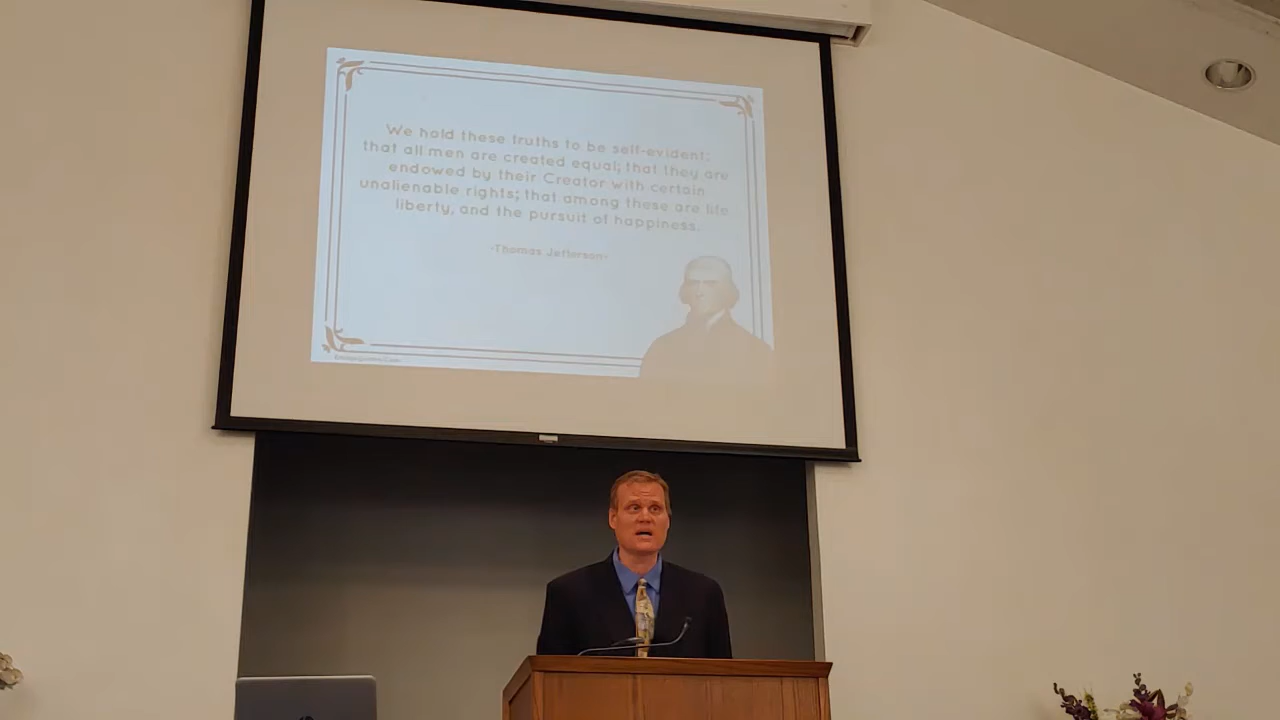 We hold these truths to be self-evident;
that all men are created equal; that they are
endowed by their Creator with certain
unalienable rights; that among these are life,
liberty, and the pursuit of happiness.
-Thomas Jefferson-